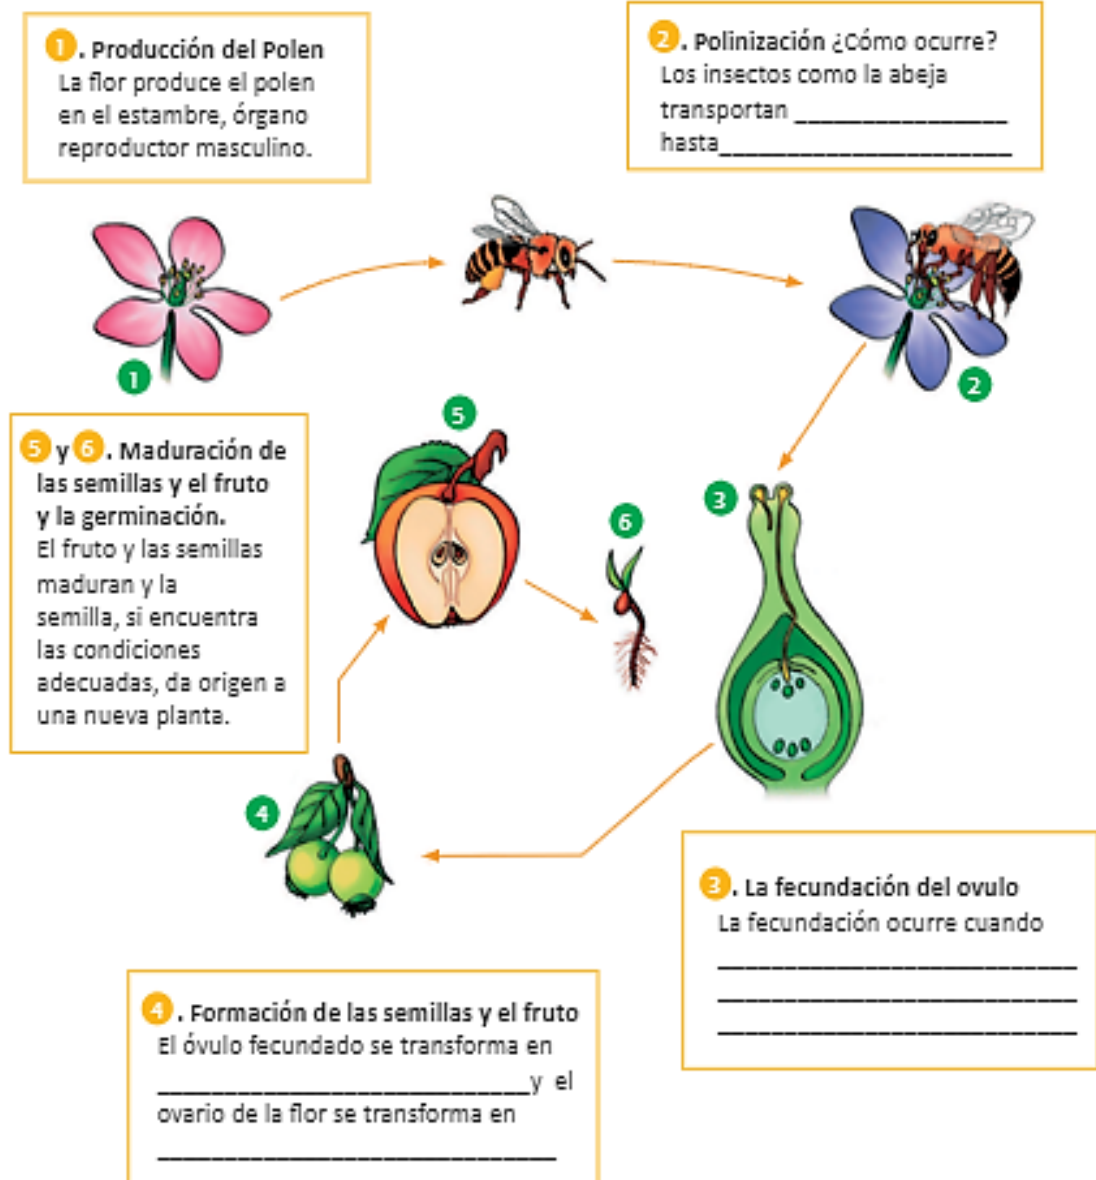 1. Producción del Polen
La flor produce el polen
en el estambre, órgano
reproductor masculino.
2. Polinización ¿Cómo ocurre?
Los insectos como la abeja
transportan ________________
hasta______________________
1
2
5 y 6. Maduración de
las semillas y el fruto
y la germinación.
El fruto y las semillas
maduran y la
semilla, si encuentra
las condiciones
adecuadas, da origen a
una nueva planta.
5
6
3
4
3. La fecundación del ovulo
La fecundación ocurre cuando
___________________________
___________________________
___________________________
4. Formación de las semillas y el fruto
El óvulo fecundado se transforma en
____________________________y el
ovario de la flor se transforma en
______________________________